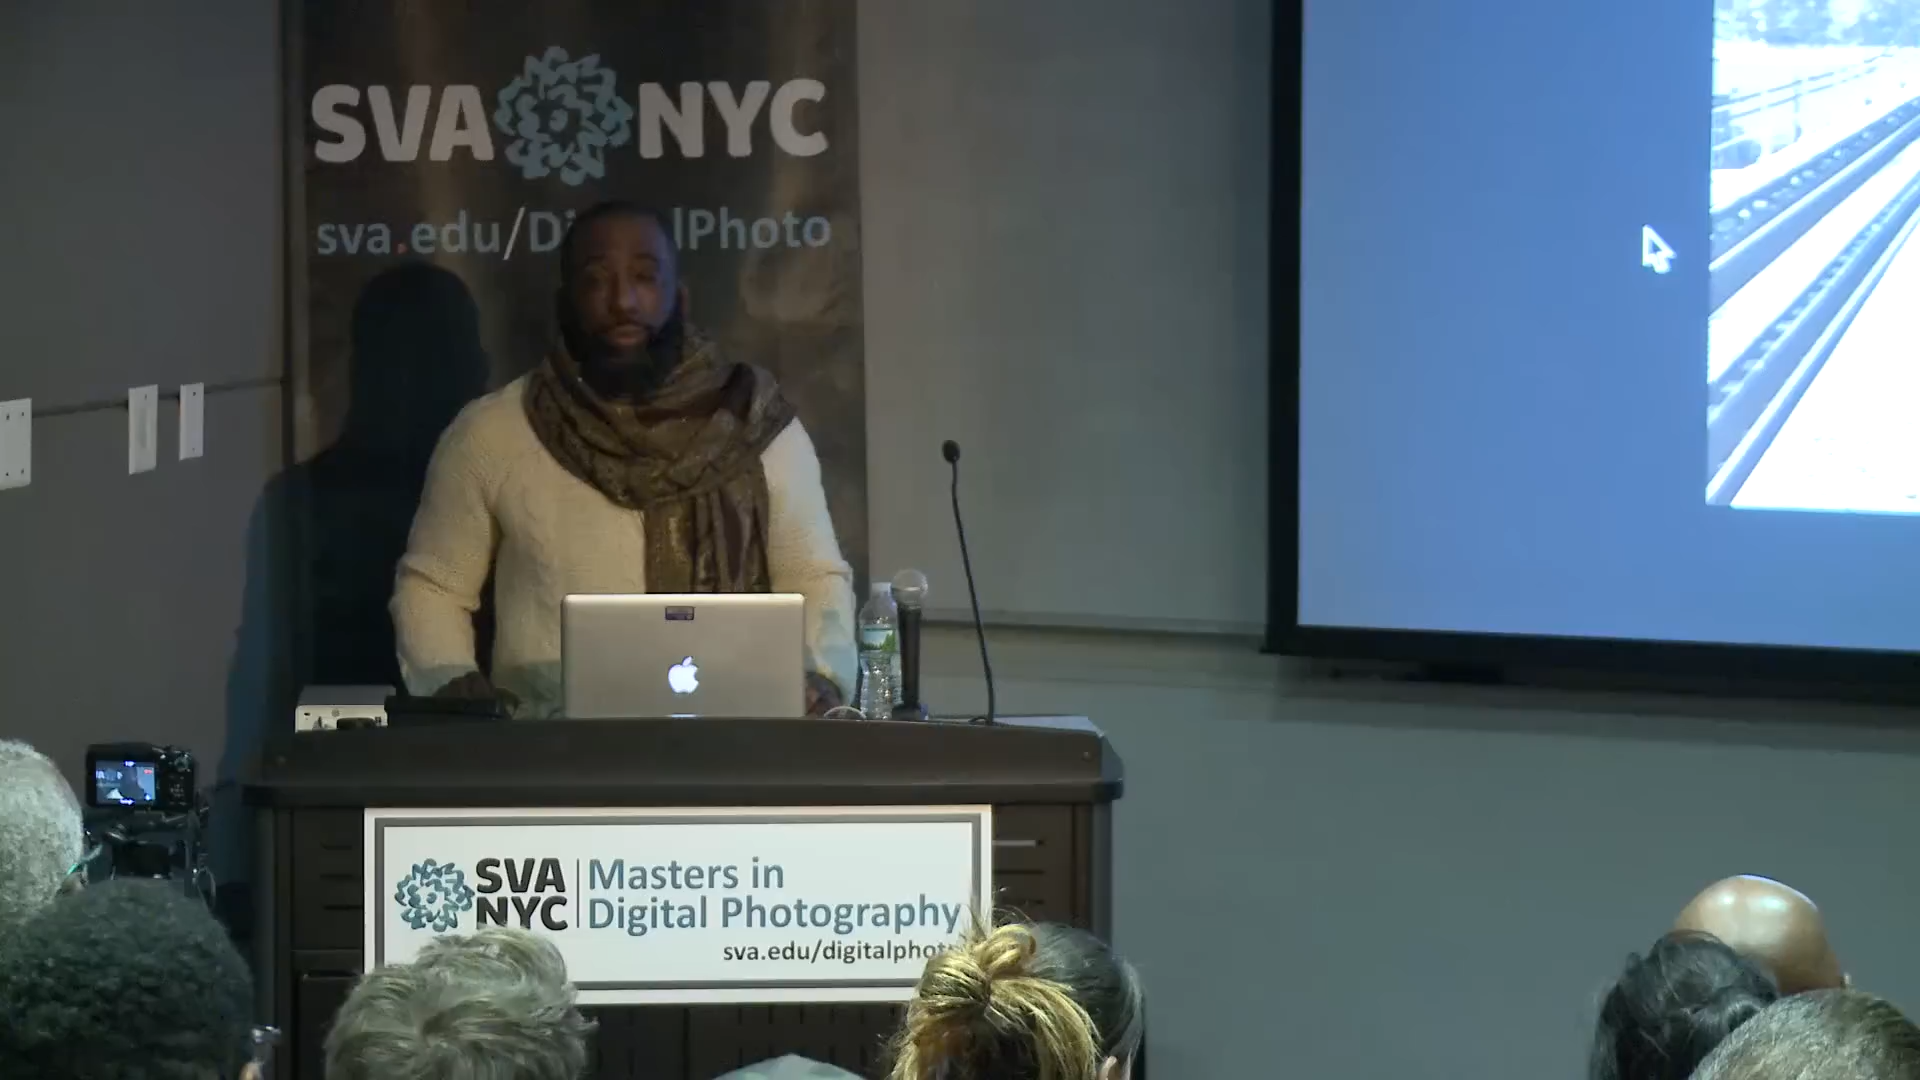 SVA NYC
sva.edu/Di lPhoto
SVA NYC
Masters in
Digital Photography
sva.edu/digitalphot